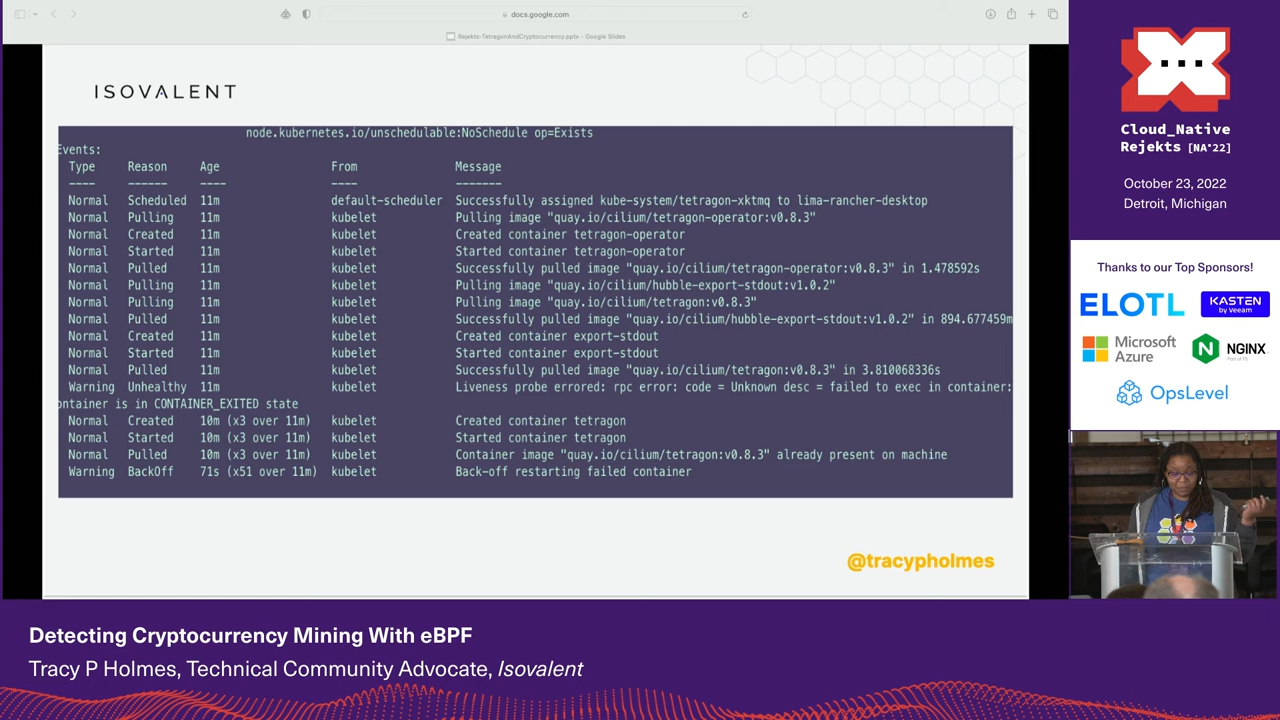 docs.google.com
Rejekts-TetragonAndCryptocurrency.pptx - Google Slides
ISOVALENT
node.kubernetes.io/unschedulable:NoSchedule op=Exists
Events:
Type Reason Age From Message
---- ------ ---- ---- -------
Normal Scheduled 11m default-scheduler Successfully assigned kube-system/tetragon-xktmq to lima-rancher-desktop
Normal Pulling 11m kubelet Pulling image "quay.io/cilium/tetragon-operator:v0.8.3"
Normal Created 11m kubelet Created container tetragon-operator
Normal Started 11m kubelet Started container tetragon-operator
Normal Pulled 11m kubelet Successfully pulled image "quay.io/cilium/tetragon-operator:v0.8.3" in 1.478592s
Normal Pulling 11m kubelet Pulling image "quay.io/cilium/hubble-export-stdout:v1.0.2"
Normal Pulling 11m kubelet Pulling image "quay.io/cilium/tetragon:v0.8.3"
Normal Pulled 11m kubelet Successfully pulled image "quay.io/cilium/hubble-export-stdout:v1.0.2" in 894.677459m
Normal Created 11m kubelet Created container export-stdout
Normal Started 11m kubelet Started container export-stdout
Normal Pulled 11m kubelet Successfully pulled image "quay.io/cilium/tetragon:v0.8.3" in 3.810068336s
Warning Unhealthy 11m kubelet Liveness probe errored: rpc error: code = Unknown desc = failed to exec in container:
ontainer is in CONTAINER_EXITED state
Normal Created 10m (x3 over 11m) kubelet Created container tetragon
Normal Started 10m (x3 over 11m) kubelet Started container tetragon
Normal Pulled 10m (x3 over 11m) kubelet Container image "quay.io/cilium/tetragon:v0.8.3" already present on machine
Warning BackOff 71s (x51 over 11m) kubelet Back-off restarting failed container
@tracypholmes
Cloud_Native
Rejekts [NA'22]
October 23, 2022
Detroit, Michigan
Thanks to our Top Sponsors!
ELOTL
KASTEN
by Veeam
Microsoft
Azure
N NGINX
Part of F5
OpsLevel
Detecting Cryptocurrency Mining With eBPF
Tracy P Holmes, Technical Community Advocate, Isovalent